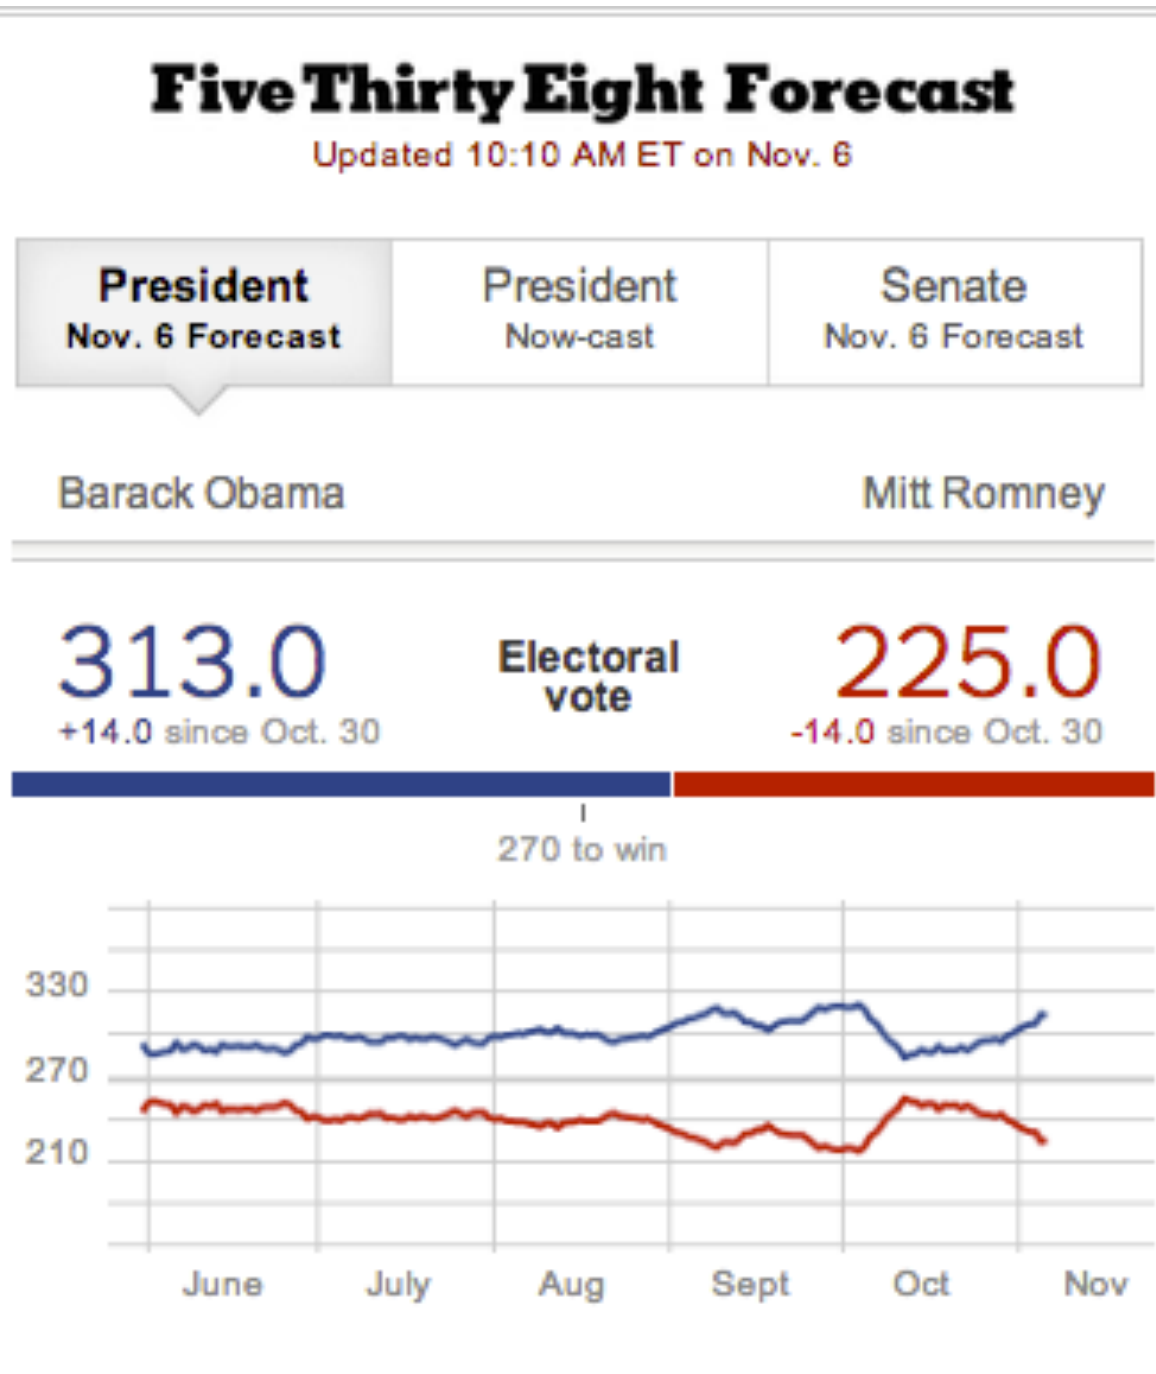 FiveThirtyEight Forecast
Updated 10:10 AM ET on Nov. 6
President
Nov. 6 Forecast
President
Now-cast
Senate
Nov. 6 Forecast
Barack Obama
Mitt Romney
313.0
+14.0 since Oct. 30
Electoral
vote
225.0
-14.0 since Oct. 30
270 to win
330
270
210
June July Aug Sept Oct Nov